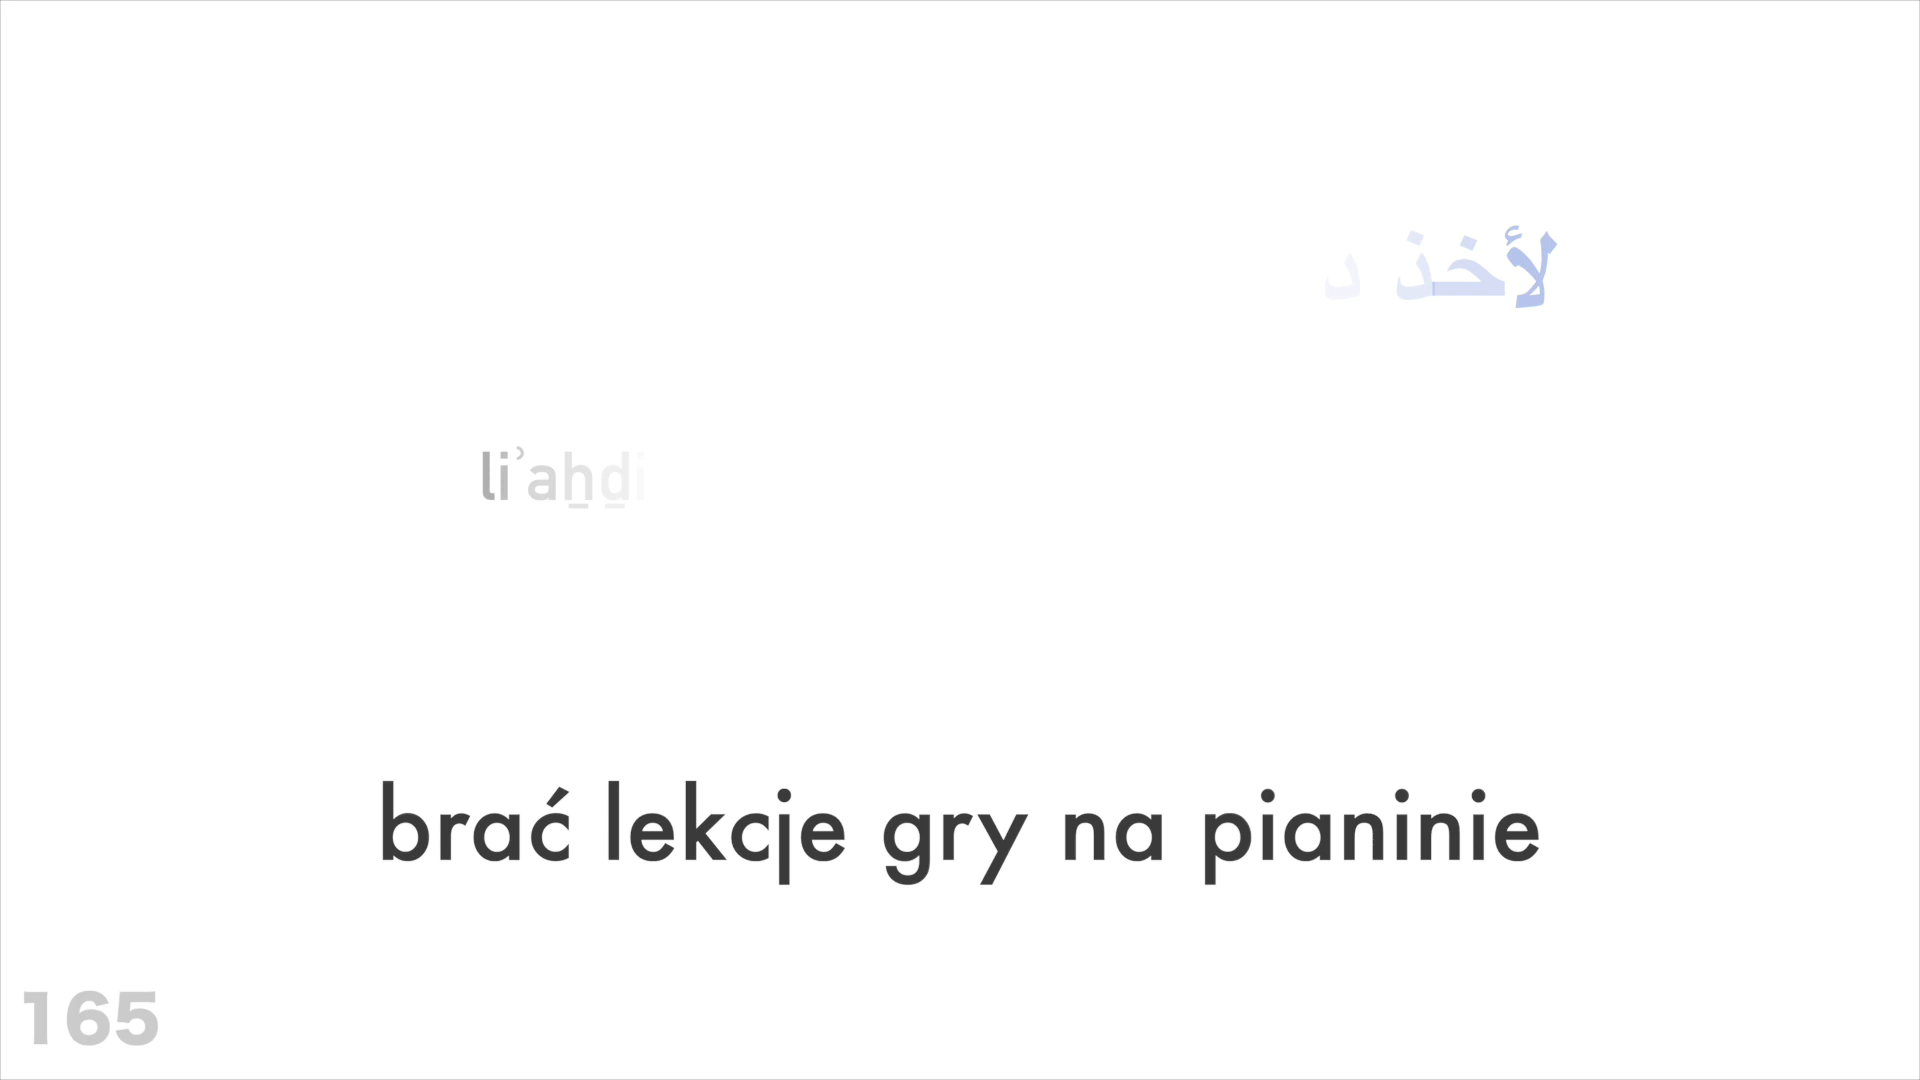 لأخذ د
liʾaẖḏi
brać lekcje gry na pianinie
165